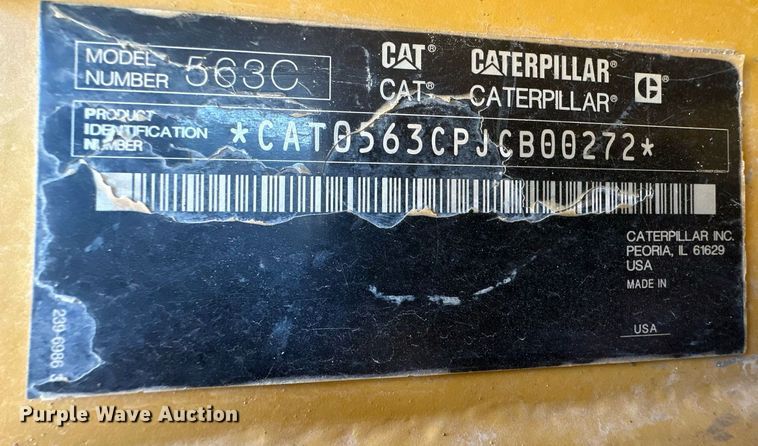 MODEL NUMBER 563C
CAT® CATERPILLAR®
CAT® CATERPILLAR®
PRODUCT
IDENTIFICATION
NUMBER
*CAT0563CPJCB00272*
CATERPILLAR INC.
PEORIA, IL 61629
USA
MADE IN
USA
239-6986
Purple Wave Auction